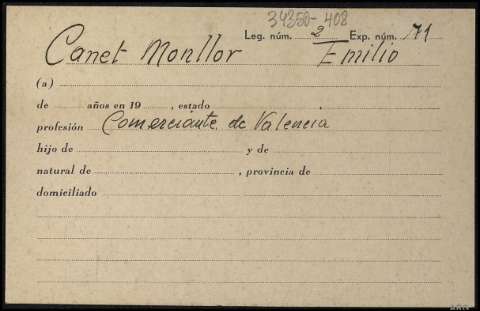 34250-408
Leg. núm. 2 Exp. núm. 71
Canet Monllor Emilio
(a)
de años en 19 , estado
profesión Comerciante de Valencia
hijo de y de
natural de , provincia de
domiciliado